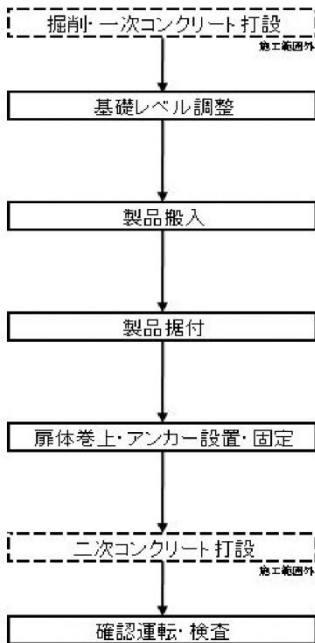 掘削・一次コンクリート打設
施工範囲外
基礎レベル調整
製品搬入
製品据付
扉体巻上・アンカー設置・固定
二次コンクリート打設
施工範囲外
確認運転・検査